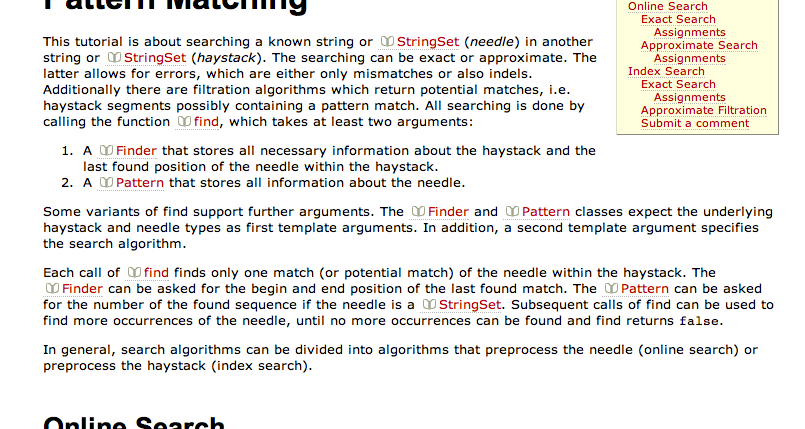 Pattern Matching
This tutorial is about searching a known string or StringSet (needle) in another
string or StringSet (haystack). The searching can be exact or approximate. The
latter allows for errors, which are either only mismatches or also indels.
Additionally there are filtration algorithms which return potential matches, i.e.
haystack segments possibly containing a pattern match. All searching is done by
calling the function find, which takes at least two arguments:
1. A Finder that stores all necessary information about the haystack and the
last found position of the needle within the haystack.
2. A Pattern that stores all information about the needle.
Some variants of find support further arguments. The Finder and Pattern classes expect the underlying
haystack and needle types as first template arguments. In addition, a second template argument specifies
the search algorithm.
Each call of find finds only one match (or potential match) of the needle within the haystack. The
Finder can be asked for the begin and end position of the last found match. The Pattern can be asked
for the number of the found sequence if the needle is a StringSet. Subsequent calls of find can be used to
find more occurrences of the needle, until no more occurrences can be found and find returns false.
In general, search algorithms can be divided into algorithms that preprocess the needle (online search) or
preprocess the haystack (index search).
Online Search
Online Search
Exact Search
Assignments
Approximate Search
Assignments
Index Search
Exact Search
Assignments
Approximate Filtration
Submit a comment